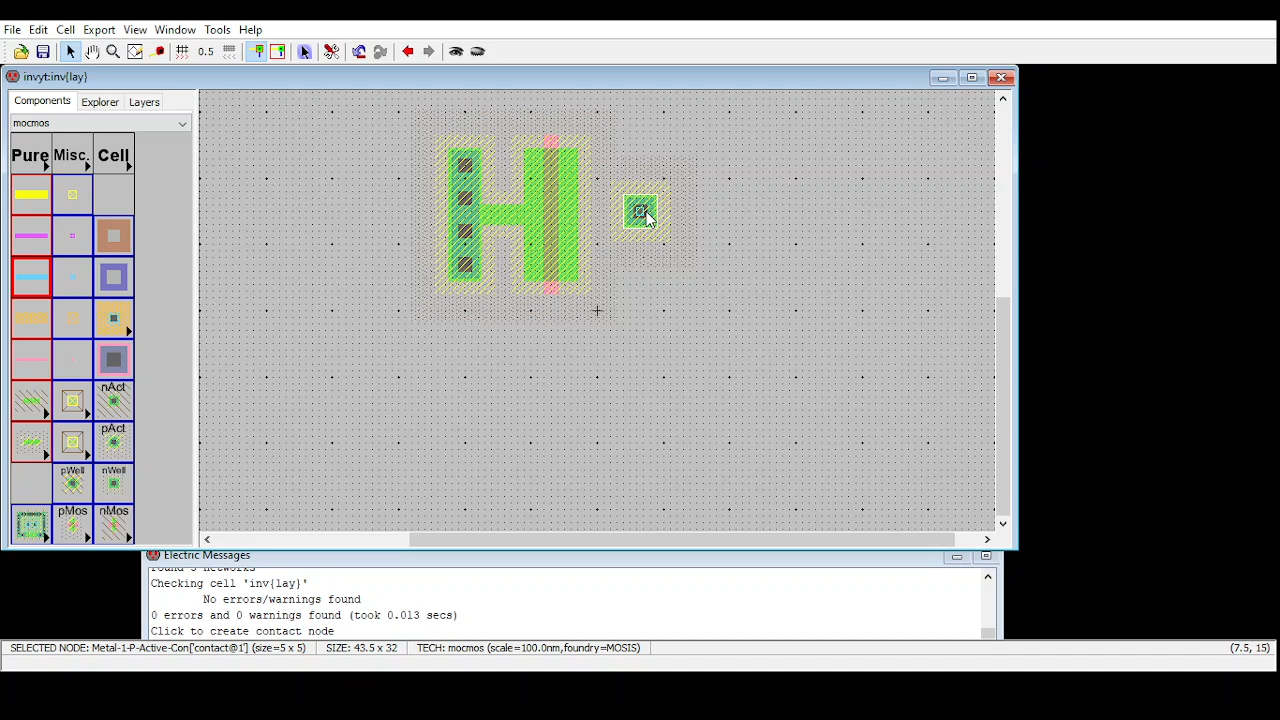 File Edit Cell Export View Window Tools Help
0.5
invyt:inv{lay}
Components Explorer Layers
mocmos
Pure Misc. Cell
nAct
pAct
pWell nWell
pMos nMos
Electric Messages
found 3 networks
Checking cell 'inv{lay}'
No errors/warnings found
0 errors and 0 warnings found (took 0.013 secs)
Click to create contact node
SELECTED NODE: Metal-1-P-Active-Con['contact@1'] (size=5 x 5) SIZE: 43.5 x 32 TECH: mocmos (scale=100.0nm,foundry=MOSIS) (7.5, 15)